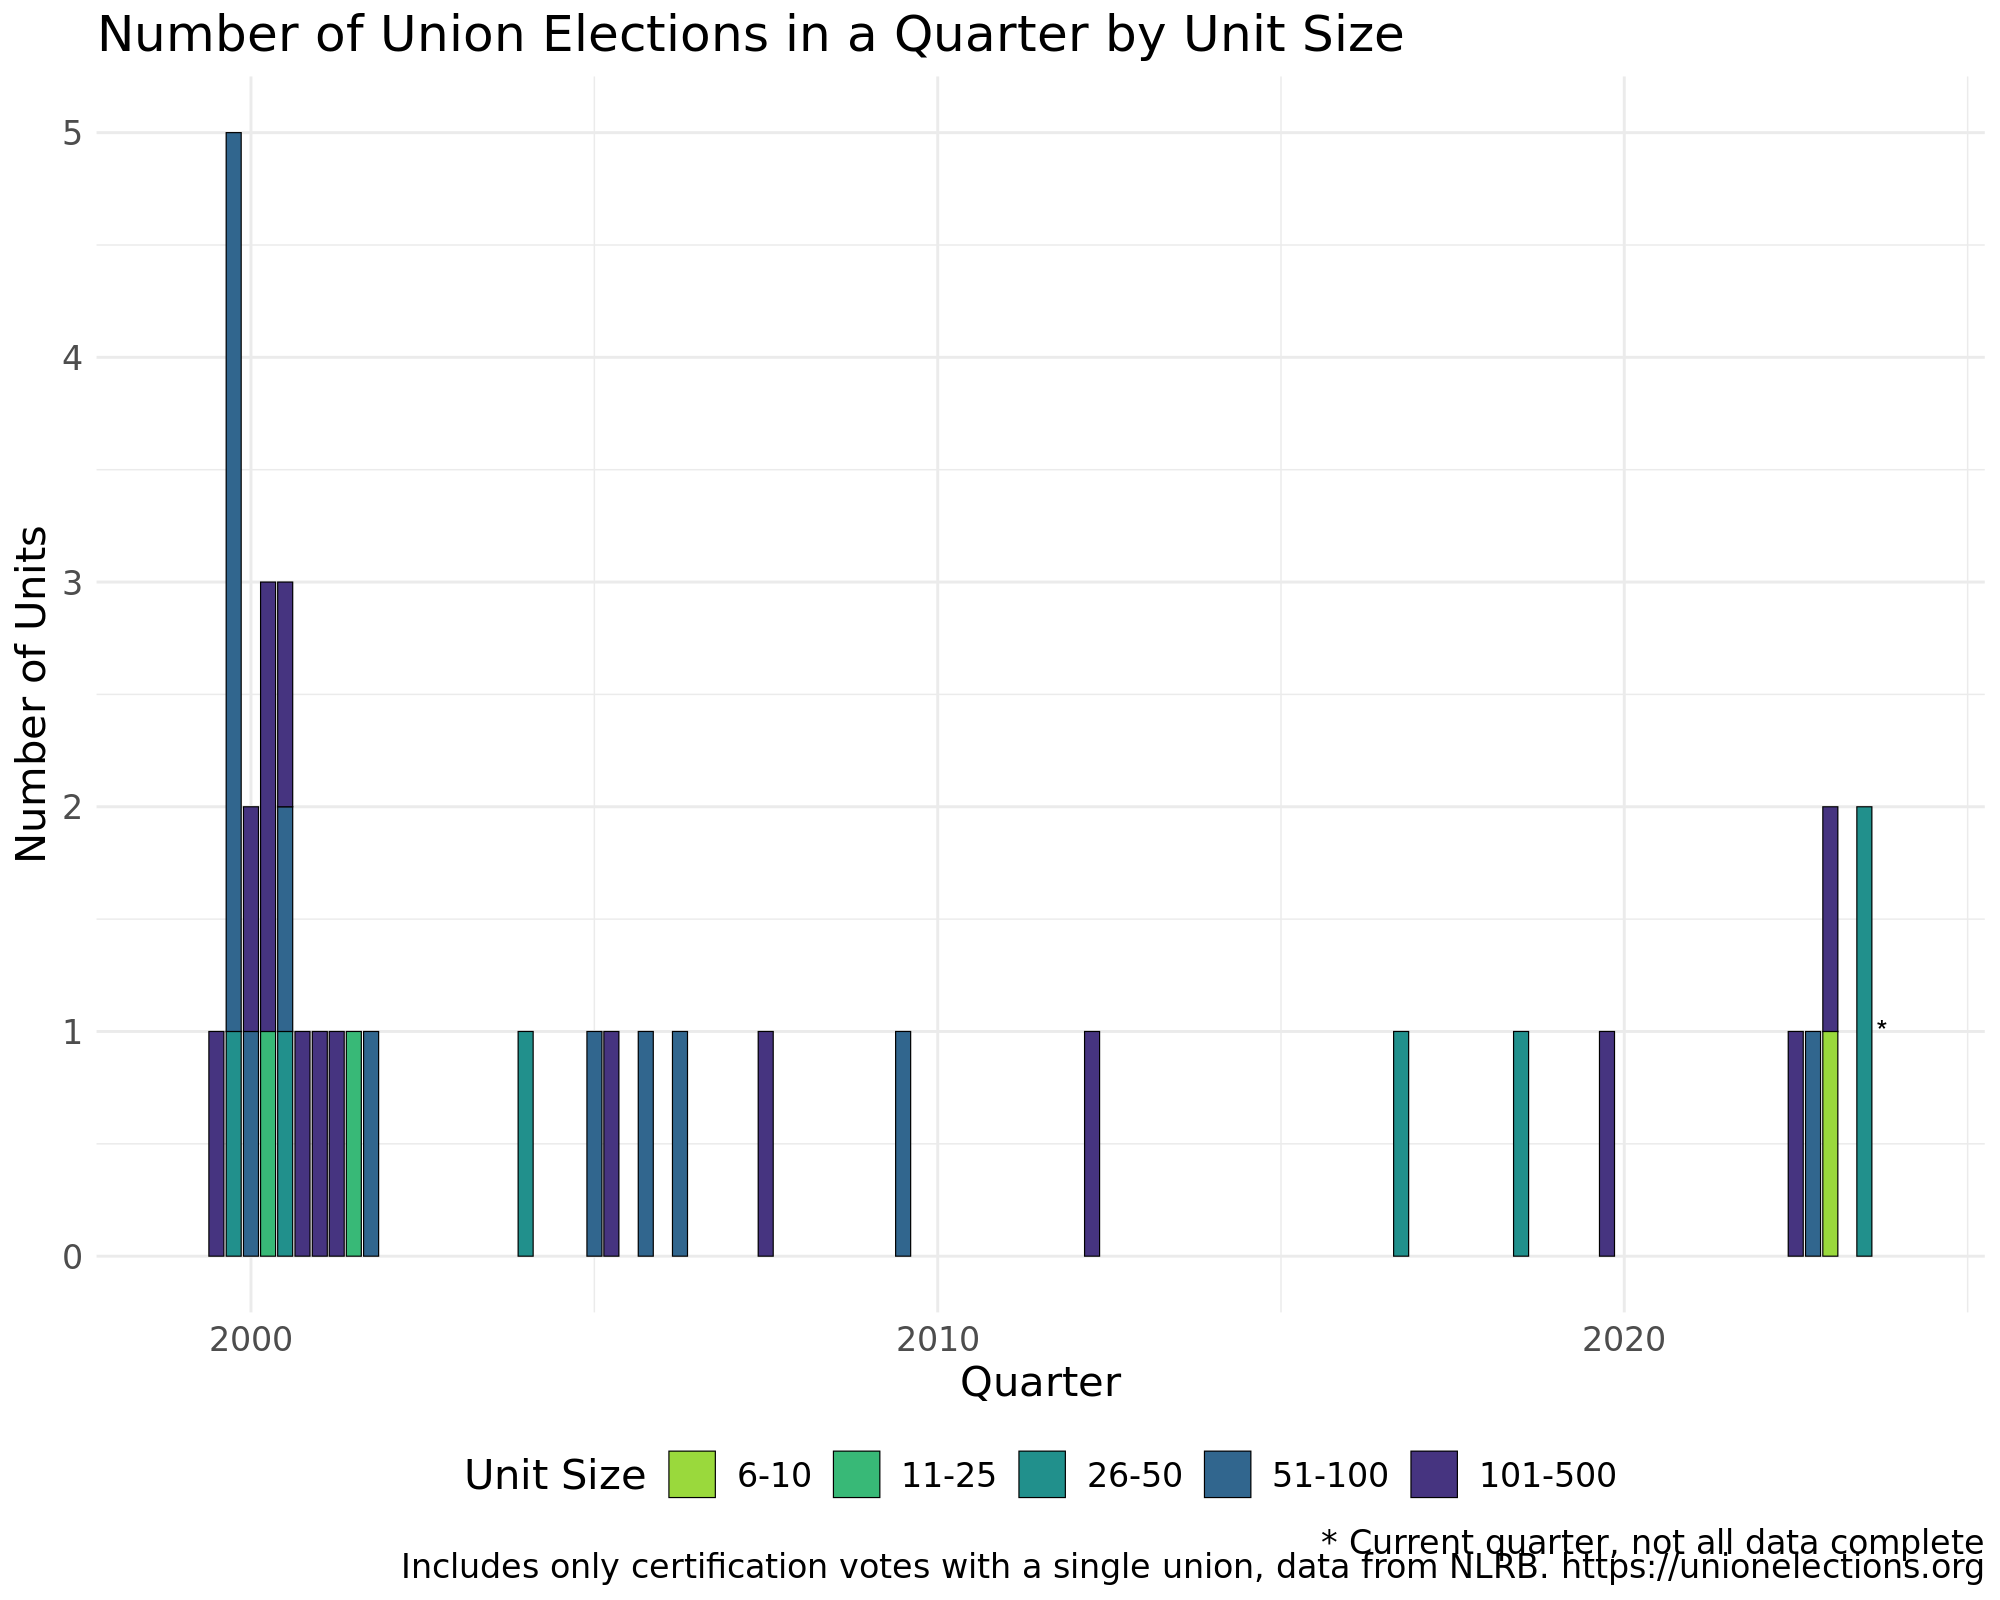 Number of Union Elections in a Quarter by Unit Size
Number of Units
5
4
3
2
1
0
*
2000 2010 2020
Quarter
Unit Size 6-10 11-25 26-50 51-100 101-500
* Current quarter, not all data complete
Includes only certification votes with a single union, data from NLRB. https://unionelections.org